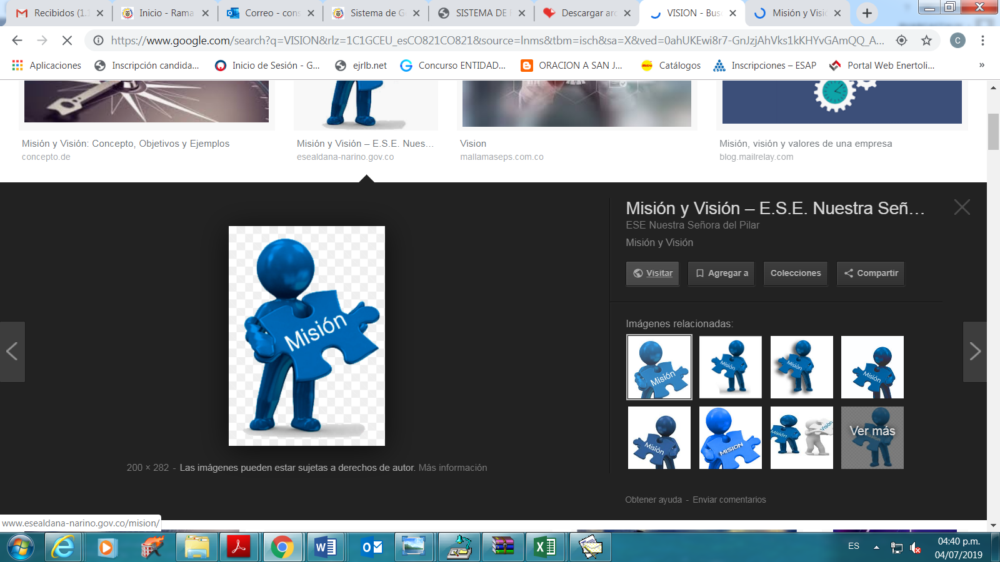 Recibidos (1.1
Inicio - Rama
Correo - cons
Sistema de G
SISTEMA DE
Descargar arc
VISION - Bus
Misión y Visi
https://www.google.com/search?q=VISION&rlz=1C1GCEU_esCO821CO821&source=lnms&tbm=isch&sa=X&ved=0ahUKEwi8r7-GnJzjAhVks1kKHYvGAmQQ_A...
C
Aplicaciones
Inscripción candida...
Inicio de Sesión - G...
ejrlb.net
Concurso ENTIDAD...
ORACION A SAN J...
Metro
Catálogos
Inscripciones – ESAP
Portal Web Enertoli...
»
Misión y Visión: Concepto, Objetivos y Ejemplos
concepto.de
Misión y Visión – E.S.E. Nues...
esealdana-narino.gov.co
Vision
mallamaseps.com.co
Misión, visión y valores de una empresa
blog.mailrelay.com
Misión
200 × 282 - Las imágenes pueden estar sujetas a derechos de autor. Más información
Misión y Visión – E.S.E. Nuestra Señ...
ESE Nuestra Señora del Pilar
Misión y Visión
Visitar
Agregar a
Colecciones
Compartir
Imágenes relacionadas:
Misión
Misión
Misión
Misión
Misión
MISION
Misión
Visión
Ver más
Obtener ayuda - Enviar comentarios
www.esealdana-narino.gov.co/mision/
ES
04:40 p.m.
04/07/2019